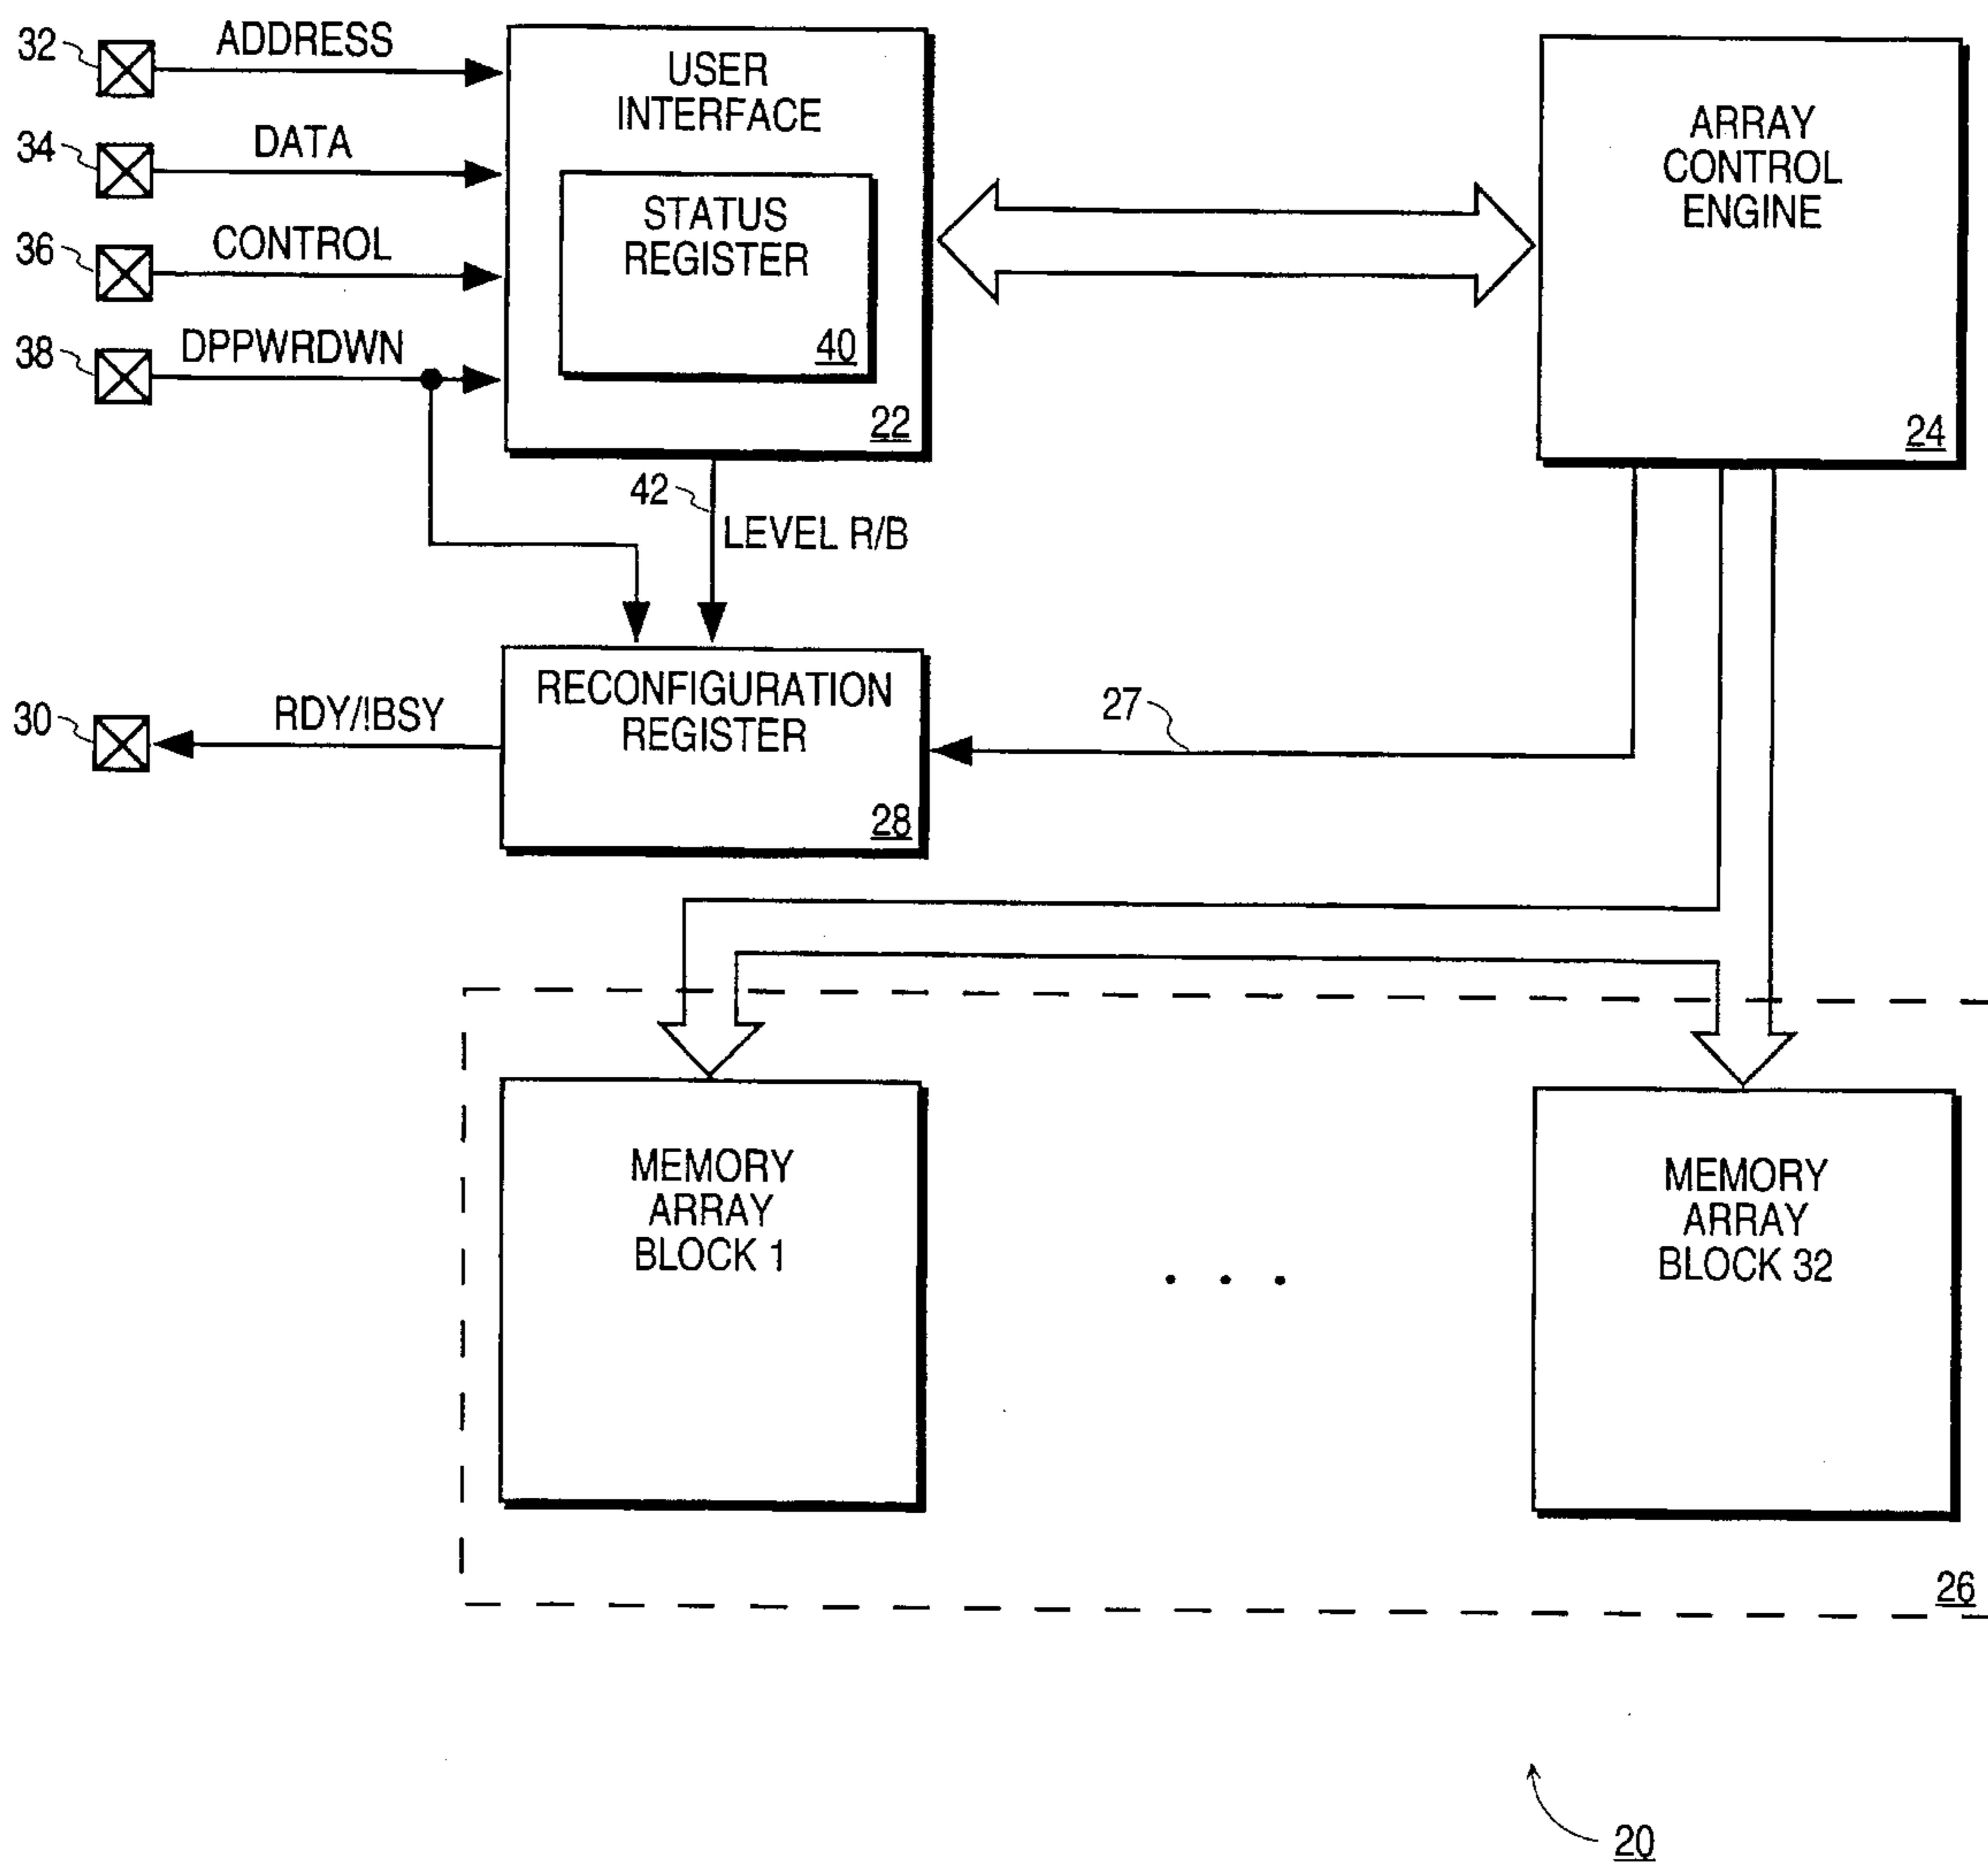 32
ADDRESS
34
DATA
36
CONTROL
38
DPPWRDWN
USER
INTERFACE
STATUS
REGISTER
40
22
ARRAY
CONTROL
ENGINE
24
42
LEVEL R/B
30
RDY/!BSY
RECONFIGURATION
REGISTER
28
27
MEMORY
ARRAY
BLOCK 1
. . .
MEMORY
ARRAY
BLOCK 32
26
20